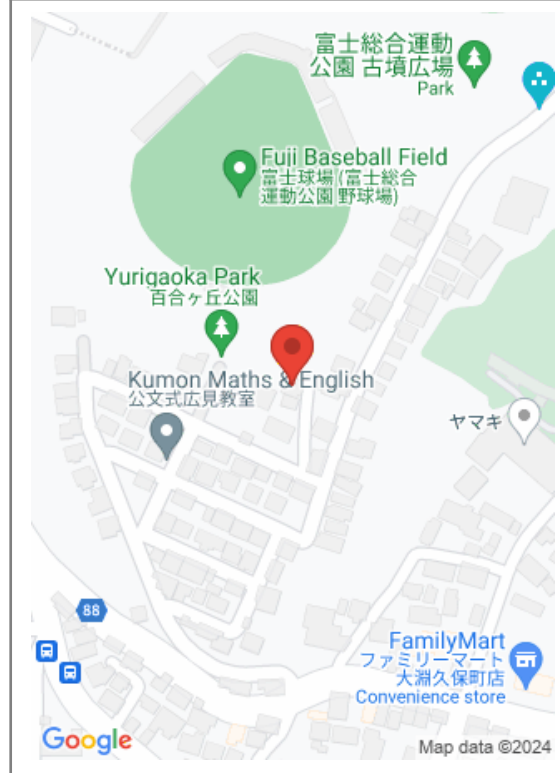 富士総合運動
公園 古墳広場
Park
Fuji Baseball Field
富士球場 (富士総合
運動公園 野球場)
Yurigaoka Park
百合ヶ丘公園
Kumon Maths & English
公文式広見教室
ヤマキ
88
FamilyMart
ファミリーマート
大淵久保町店
Convenience store
Google
Map data ©2024